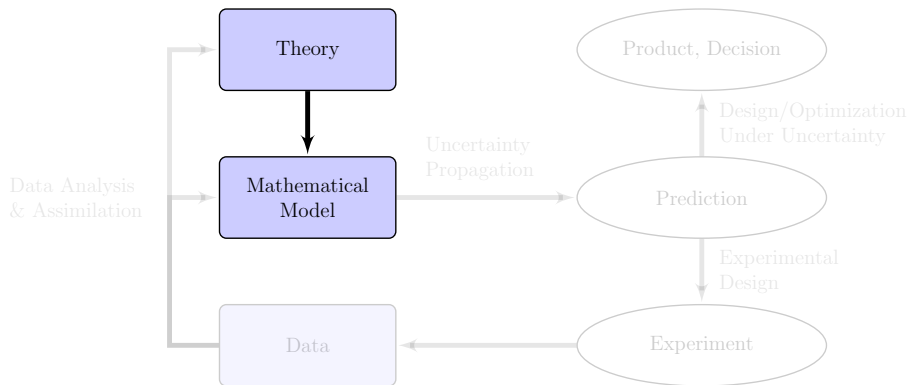 Theory
Product, Decision
Design/Optimization
Under Uncertainty
Uncertainty
Propagation
Data Analysis
& Assimilation
Mathematical
Model
Prediction
Experimental
Design
Data
Experiment